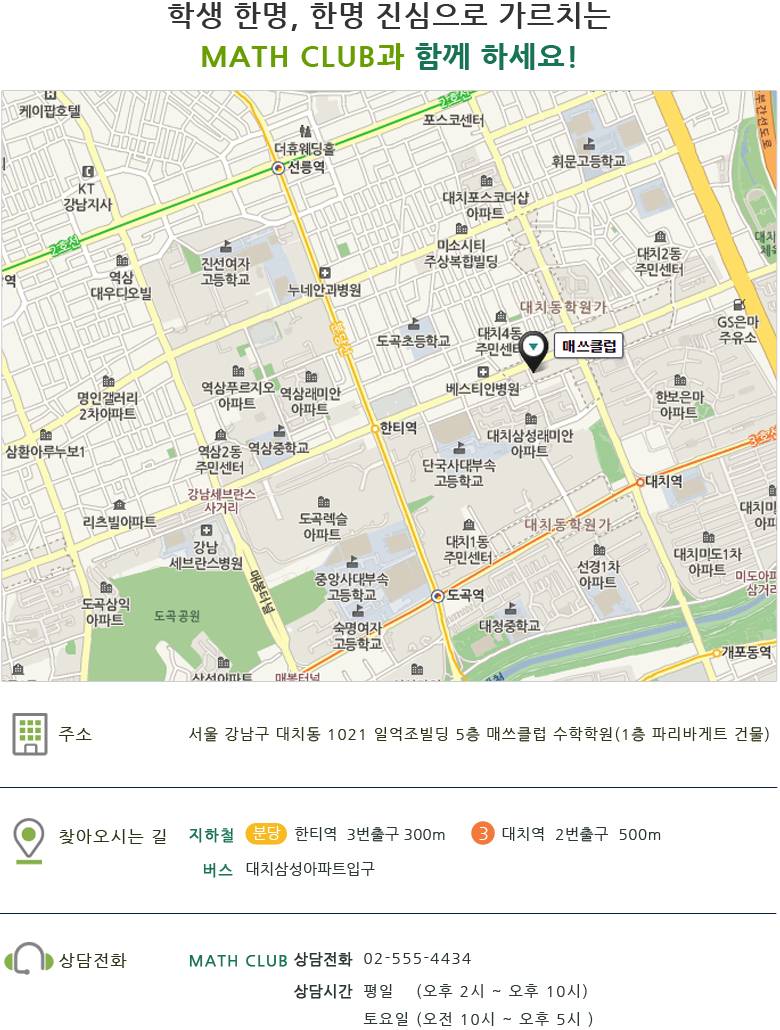 학생 한명, 한명 진심으로 가르치는
MATH CLUB과 함께 하세요!
케이팝호텔
2호선
포스코센터
부간선도로
더휴웨딩홀
선릉역
휘문고등학교
KT
강남지사
대치포스코더샵
아파트
2호선
미소시티
주상복합빌딩
대치2동
주민센터
진선여자
고등학교
역삼
대우디오빌
누네안과병원
대치동학원가
GS은마
주유소
분당선
도곡초등학교
대치4동
주민센터
매쓰클럽
역삼푸르지오
아파트
역삼래미안
아파트
베스티안병원
명인갤러리
2차아파트
한보은마
아파트
한티역
대치삼성래미안
아파트
3호선
삼환아루누보1
역삼2동
주민센터
역삼중학교
단국사대부속
고등학교
대치역
강남세브란스
사거리
리츠빌아파트
도곡렉슬
아파트
대치동학원가
강남
세브란스병원
대치1동
주민센터
선경1차
아파트
대치미도1차
아파트
중앙사대부속
고등학교
매봉터널
도곡삼익
아파트
도곡공원
도곡역
숙명여자
고등학교
대청중학교
개포동역
매봉터널
주소
서울 강남구 대치동 1021 일억조빌딩 5층 매쓰클럽 수학학원(1층 파리바게트 건물)
찾아오시는 길
지하철 분당 한티역 3번출구 300m 3 대치역 2번출구 500m
버스 대치삼성아파트입구
상담전화
MATH CLUB 상담전화 02-555-4434
상담시간 평일 (오후 2시 ~ 오후 10시)
토요일 (오전 10시 ~ 오후 5시 )